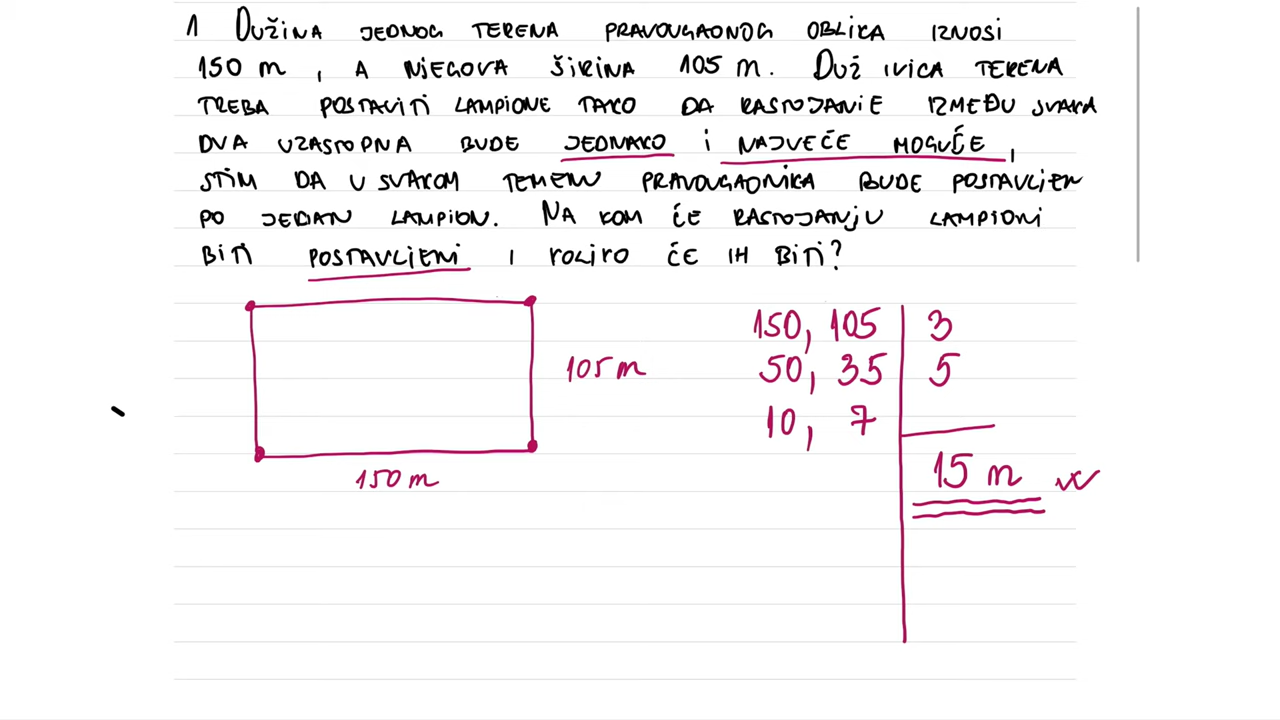 1 DUŽINA JEDNOG TERENA PRAVOUGAONOG OBLIKA IZNOSI
150 m, A NJEGOVA ŠIRINA 105 m. DUŽ IVICA TERENA
TREBA POSTAVITI LAMPIONE TAKO DA RASTOJANJE IZMEĐU SVAKA
DVA UZASTOPNA BUDE JEDNAKO I NAJVEĆE MOGUĆE,
STIM DA U SVAKOM TEMENU PRAVOUGAONIKA BUDE POSTAVLJEN
PO JEDAN LAMPION. NA KOM ĆE RASTOJANJU LAMPIONI
BITI POSTAVLJENI I KOLIKO ĆE IH BITI?
150, 105 | 3
105 m
50, 35 | 5
10, 7
15 m
150 m